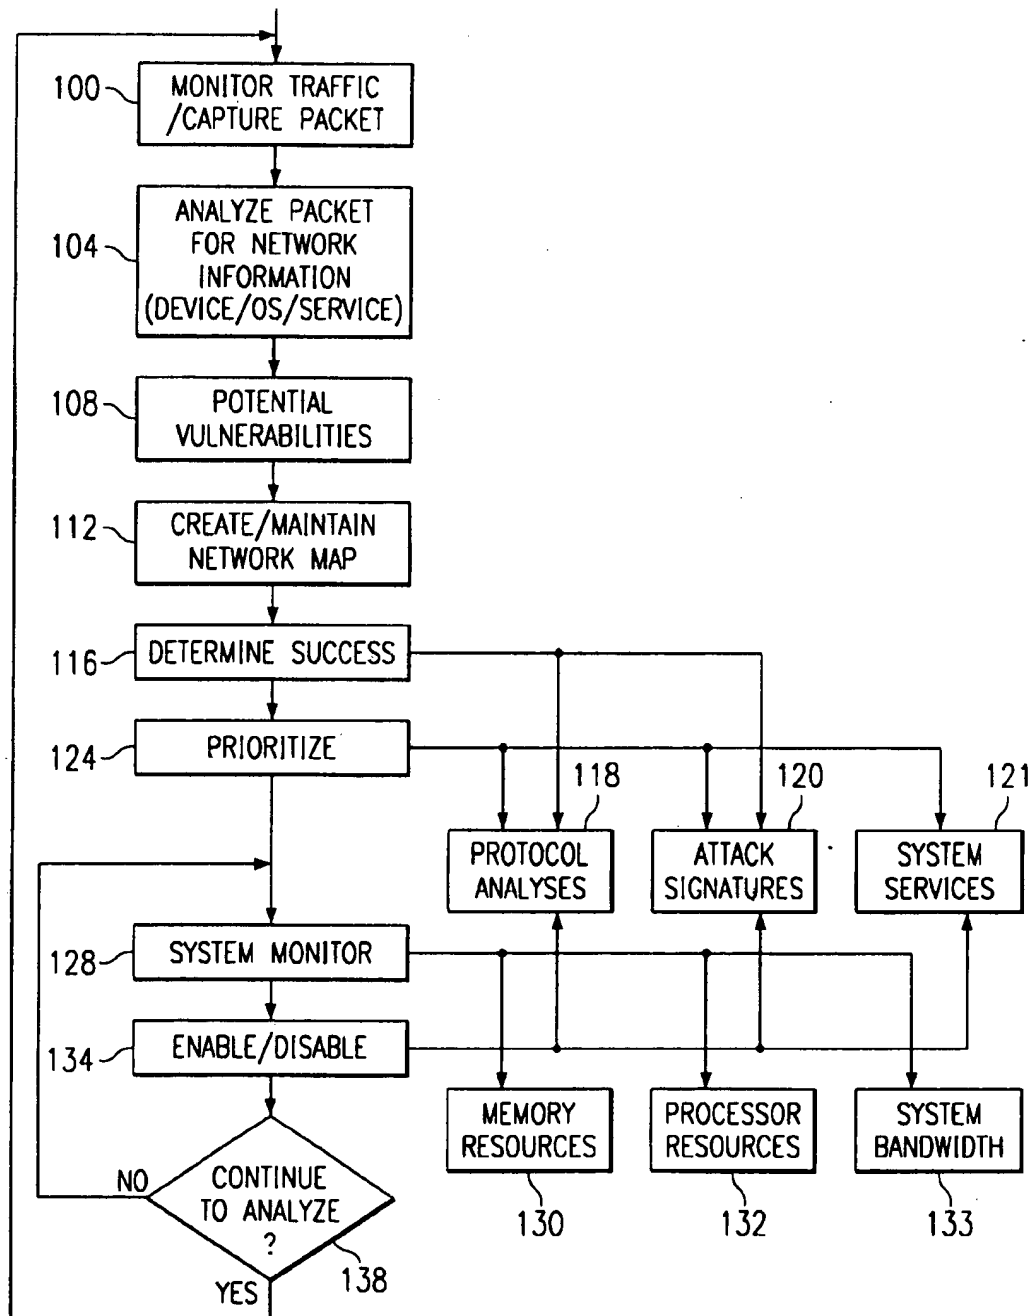 100
MONITOR TRAFFIC
/CAPTURE PACKET
104
ANALYZE PACKET
FOR NETWORK
INFORMATION
(DEVICE/OS/SERVICE)
108
POTENTIAL
VULNERABILITIES
112
CREATE/MAINTAIN
NETWORK MAP
116
DETERMINE SUCCESS
124
PRIORITIZE
118
120
121
PROTOCOL
ANALYSES
ATTACK
SIGNATURES
SYSTEM
SERVICES
128
SYSTEM MONITOR
134
ENABLE/DISABLE
MEMORY
RESOURCES
PROCESSOR
RESOURCES
SYSTEM
BANDWIDTH
130
132
133
NO
CONTINUE
TO ANALYZE
?
138
YES